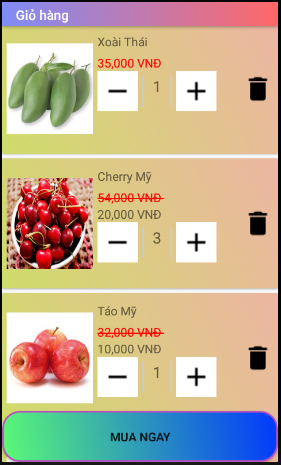 Giỏ hàng
Xoài Thái
35,000 VNĐ
1
Cherry Mỹ
54,000 VNĐ
20,000 VNĐ
3
Táo Mỹ
32,000 VNĐ
10,000 VNĐ
1
MUA NGAY